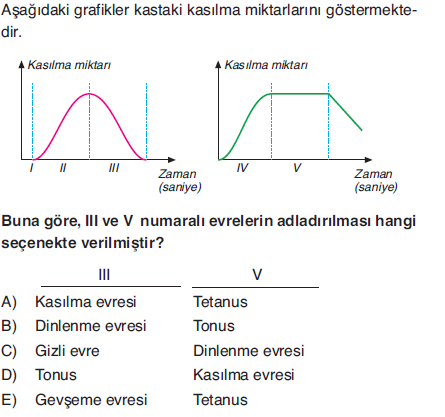 Aşağıdaki grafikler kastaki kasılma miktarlarını göstermekte-
dir.
Kasılma miktarı
Kasılma miktarı
I II III
Zaman
(saniye)
IV V
Zaman
(saniye)
Buna göre, III ve V numaralı evrelerin adladırılması hangi
seçenekte verilmiştir?
III V
A) Kasılma evresi Tetanus
B) Dinlenme evresi Tonus
C) Gizli evre Dinlenme evresi
D) Tonus Kasılma evresi
E) Gevşeme evresi Tetanus